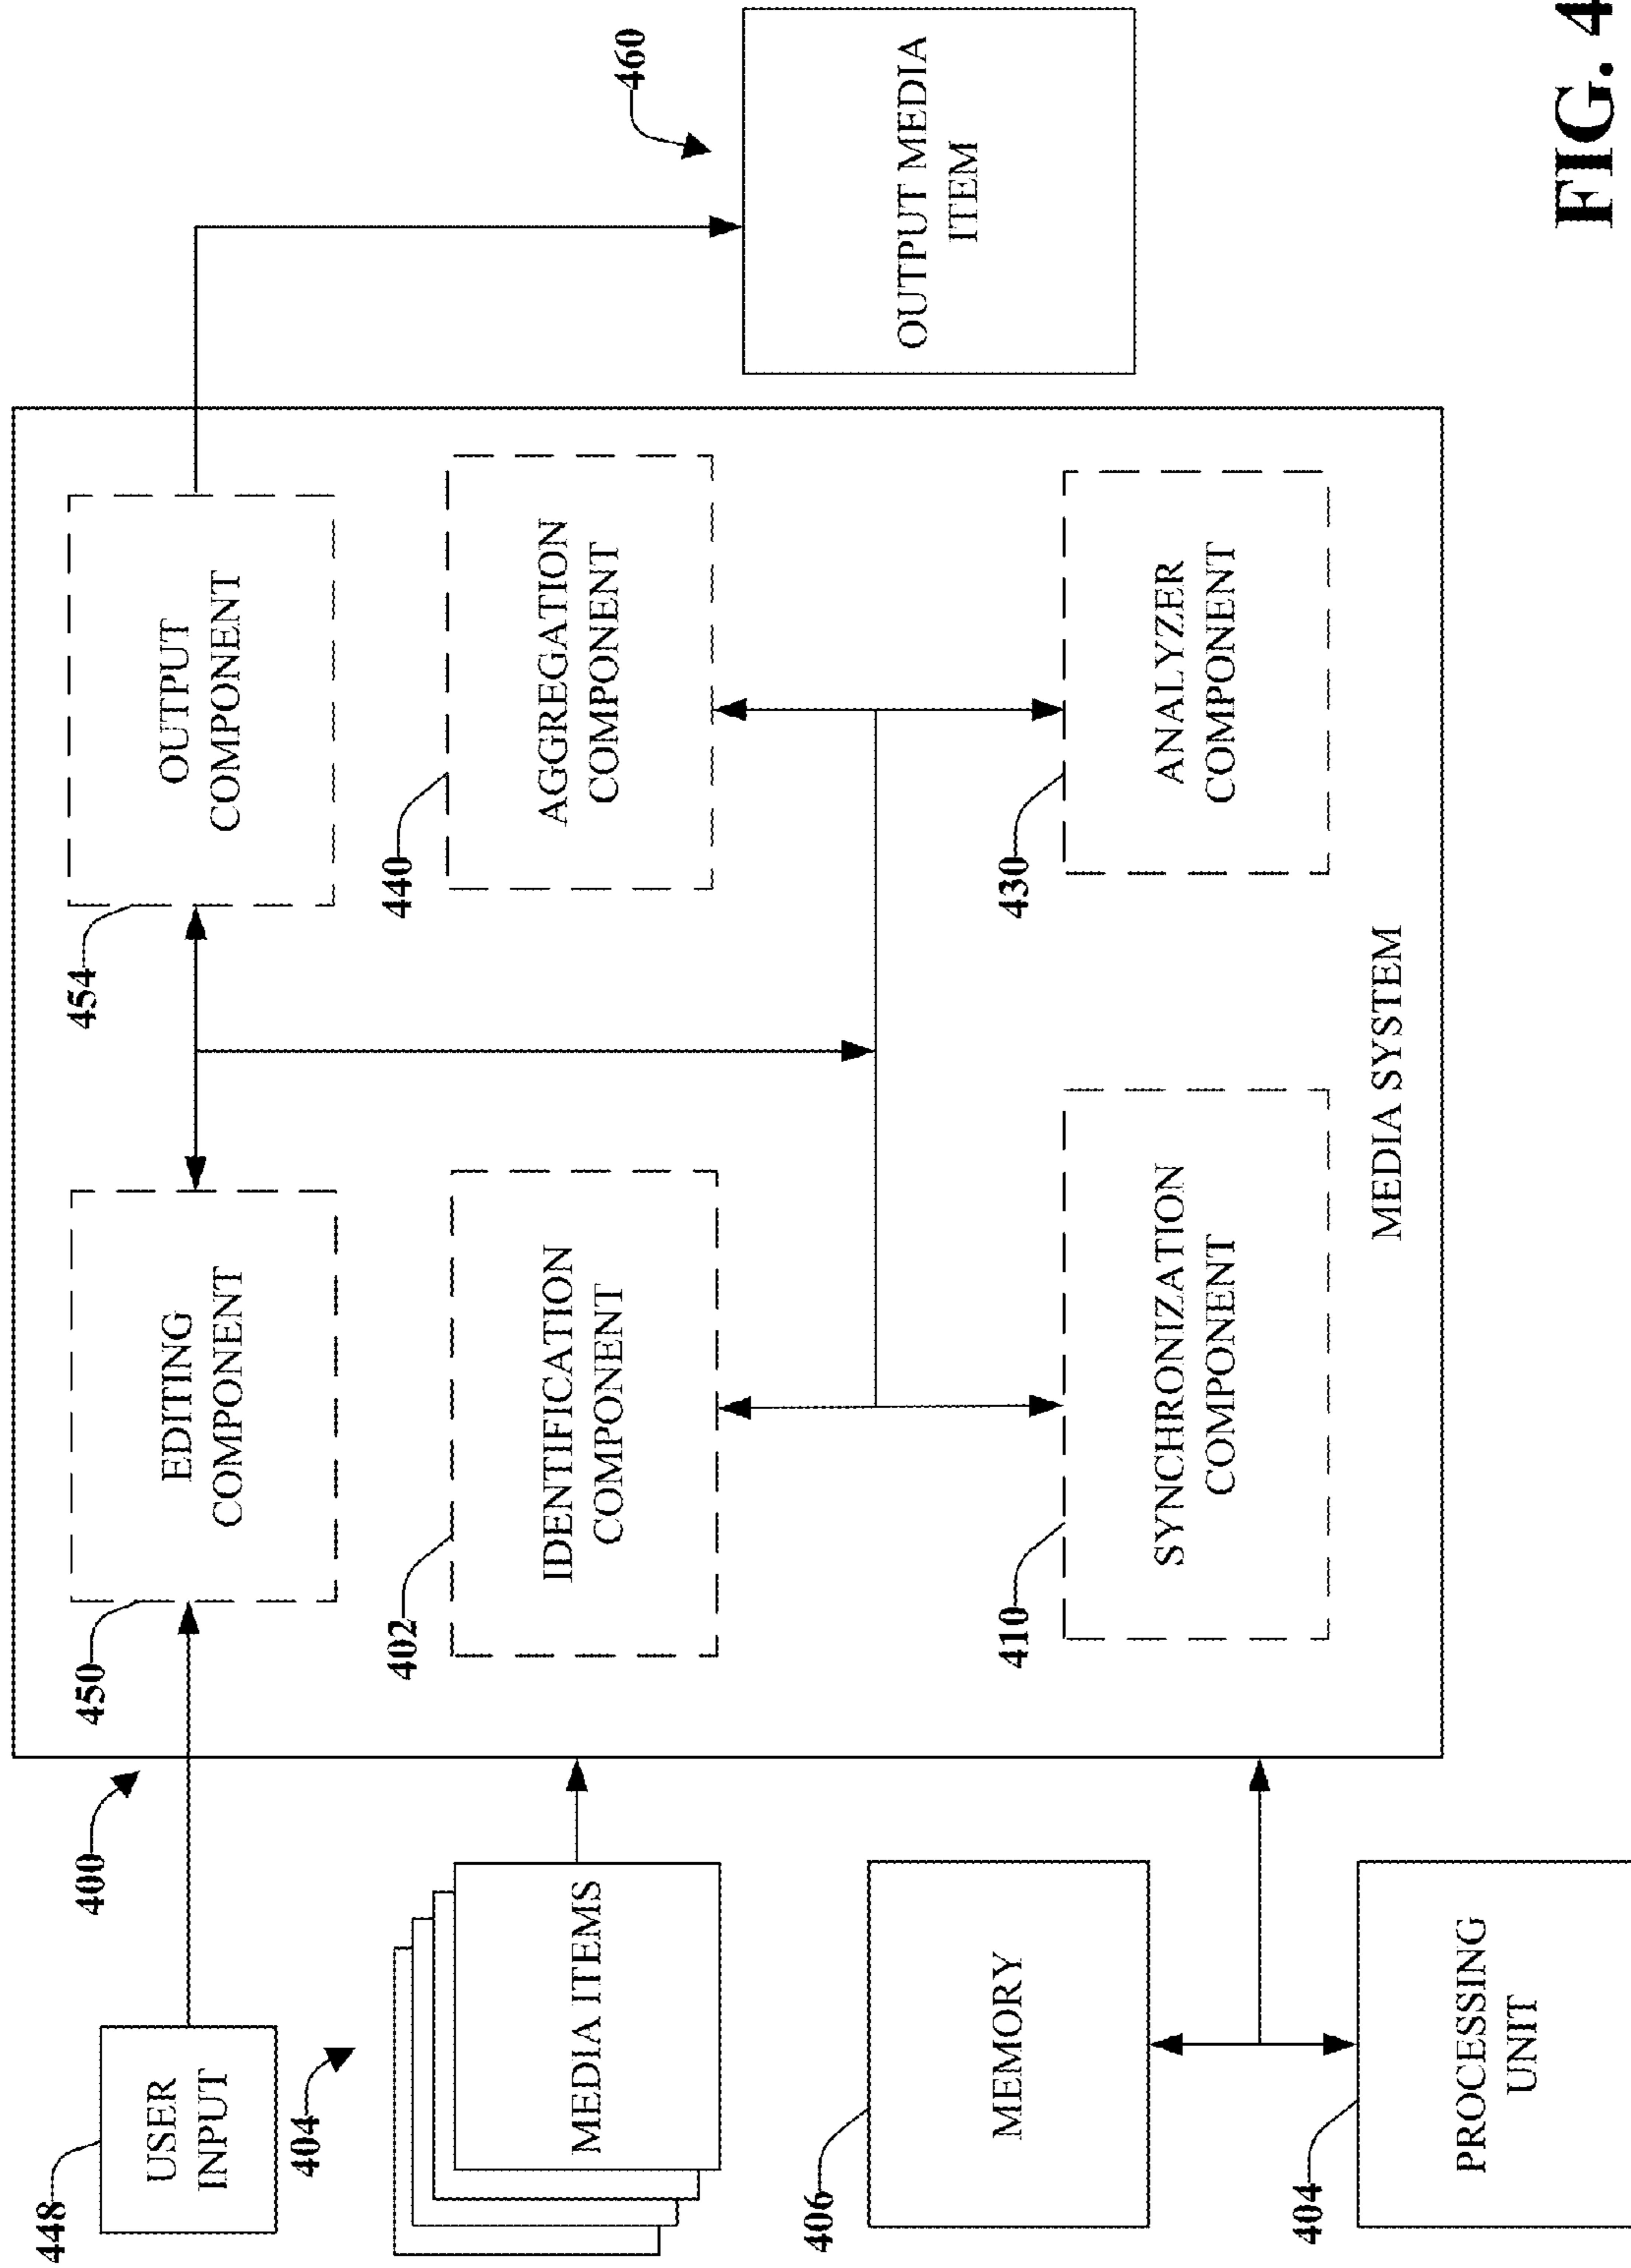 448
USER
INPUT
400
450
EDITING
COMPONENT
454
OUTPUT
COMPONENT
460
OUTPUT MEDIA
ITEM
404
MEDIA ITEMS
402
IDENTIFICATION
COMPONENT
440
AGGREGATION
COMPONENT
406
MEMORY
410
SYNCHRONIZATION
COMPONENT
430
ANALYZER
COMPONENT
404
PROCESSING
UNIT
MEDIA SYSTEM
FIG. 4